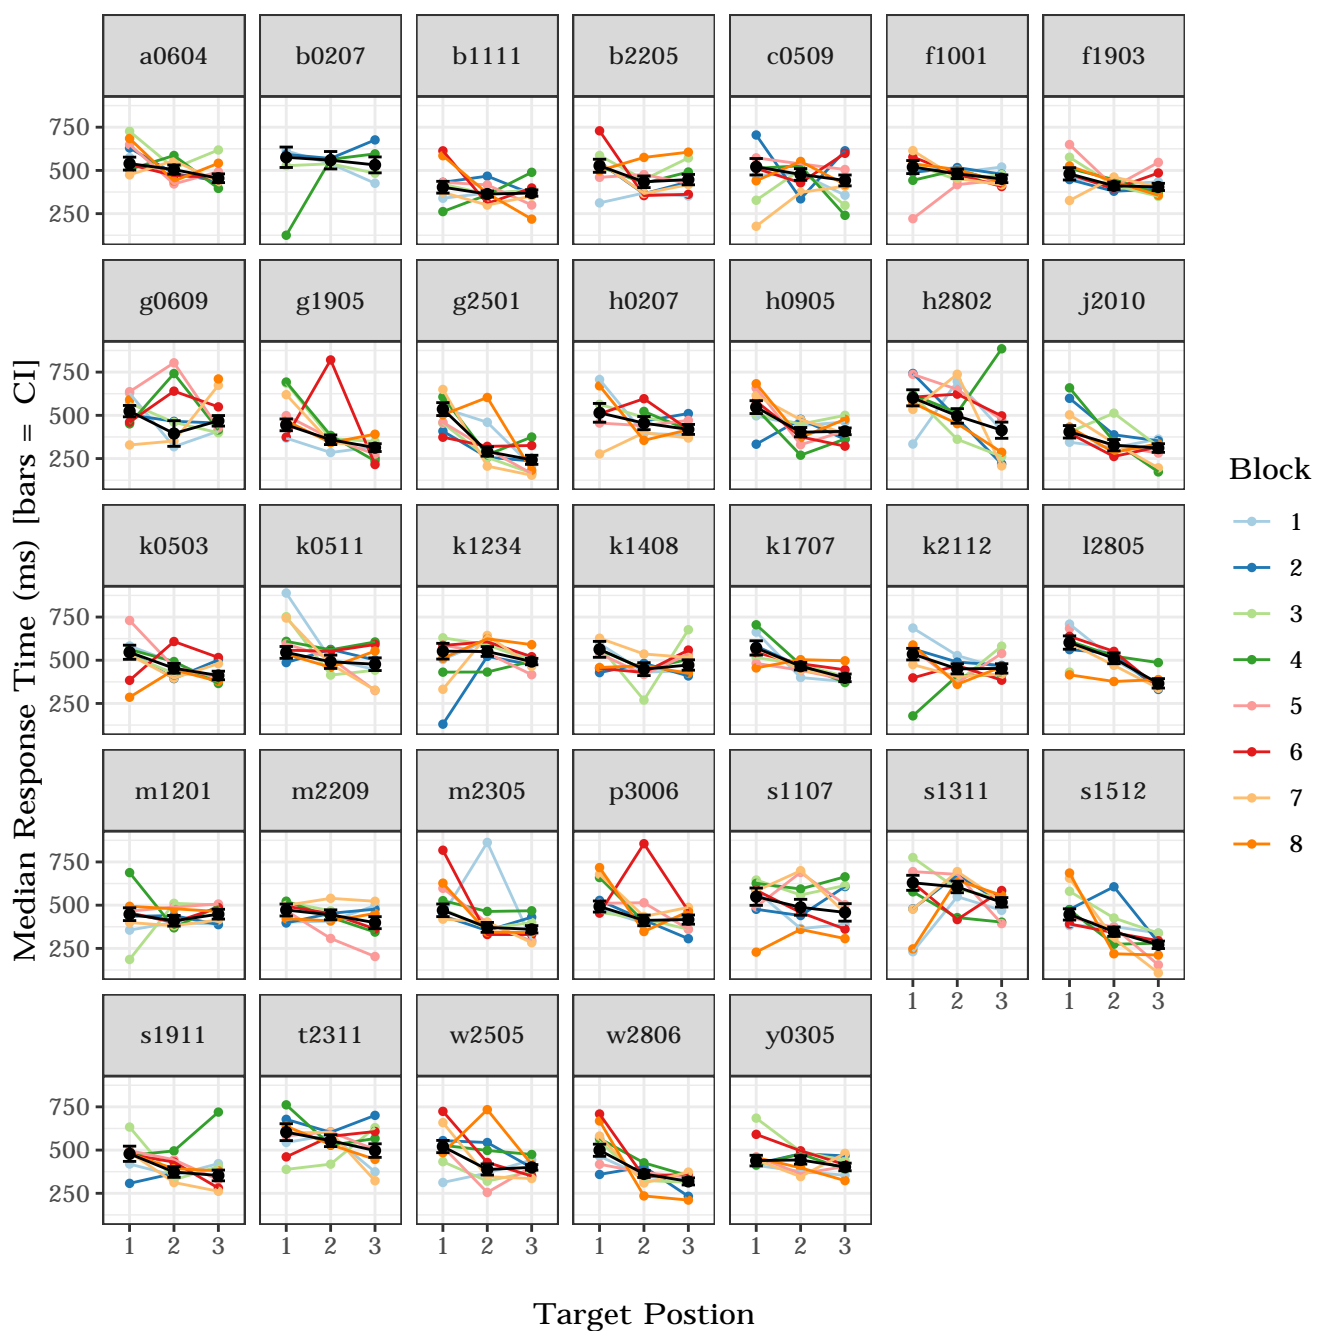 a0604 b0207 b1111 b2205 c0509 f1001 f1903
750
500
250
g0609 g1905 g2501 h0207 h0905 h2802 j2010
750
500
250
k0503 k0511 k1234 k1408 k1707 k2112 l2805
750
500
250
m1201 m2209 m2305 p3006 s1107 s1311 s1512
750
500
250
1 2 3 1 2 3
s1911 t2311 w2505 w2806 y0305
750
500
250
1 2 3 1 2 3 1 2 3 1 2 3 1 2 3
Target Postion
Median Response Time (ms) [bars = CI]
Block
1
2
3
4
5
6
7
8